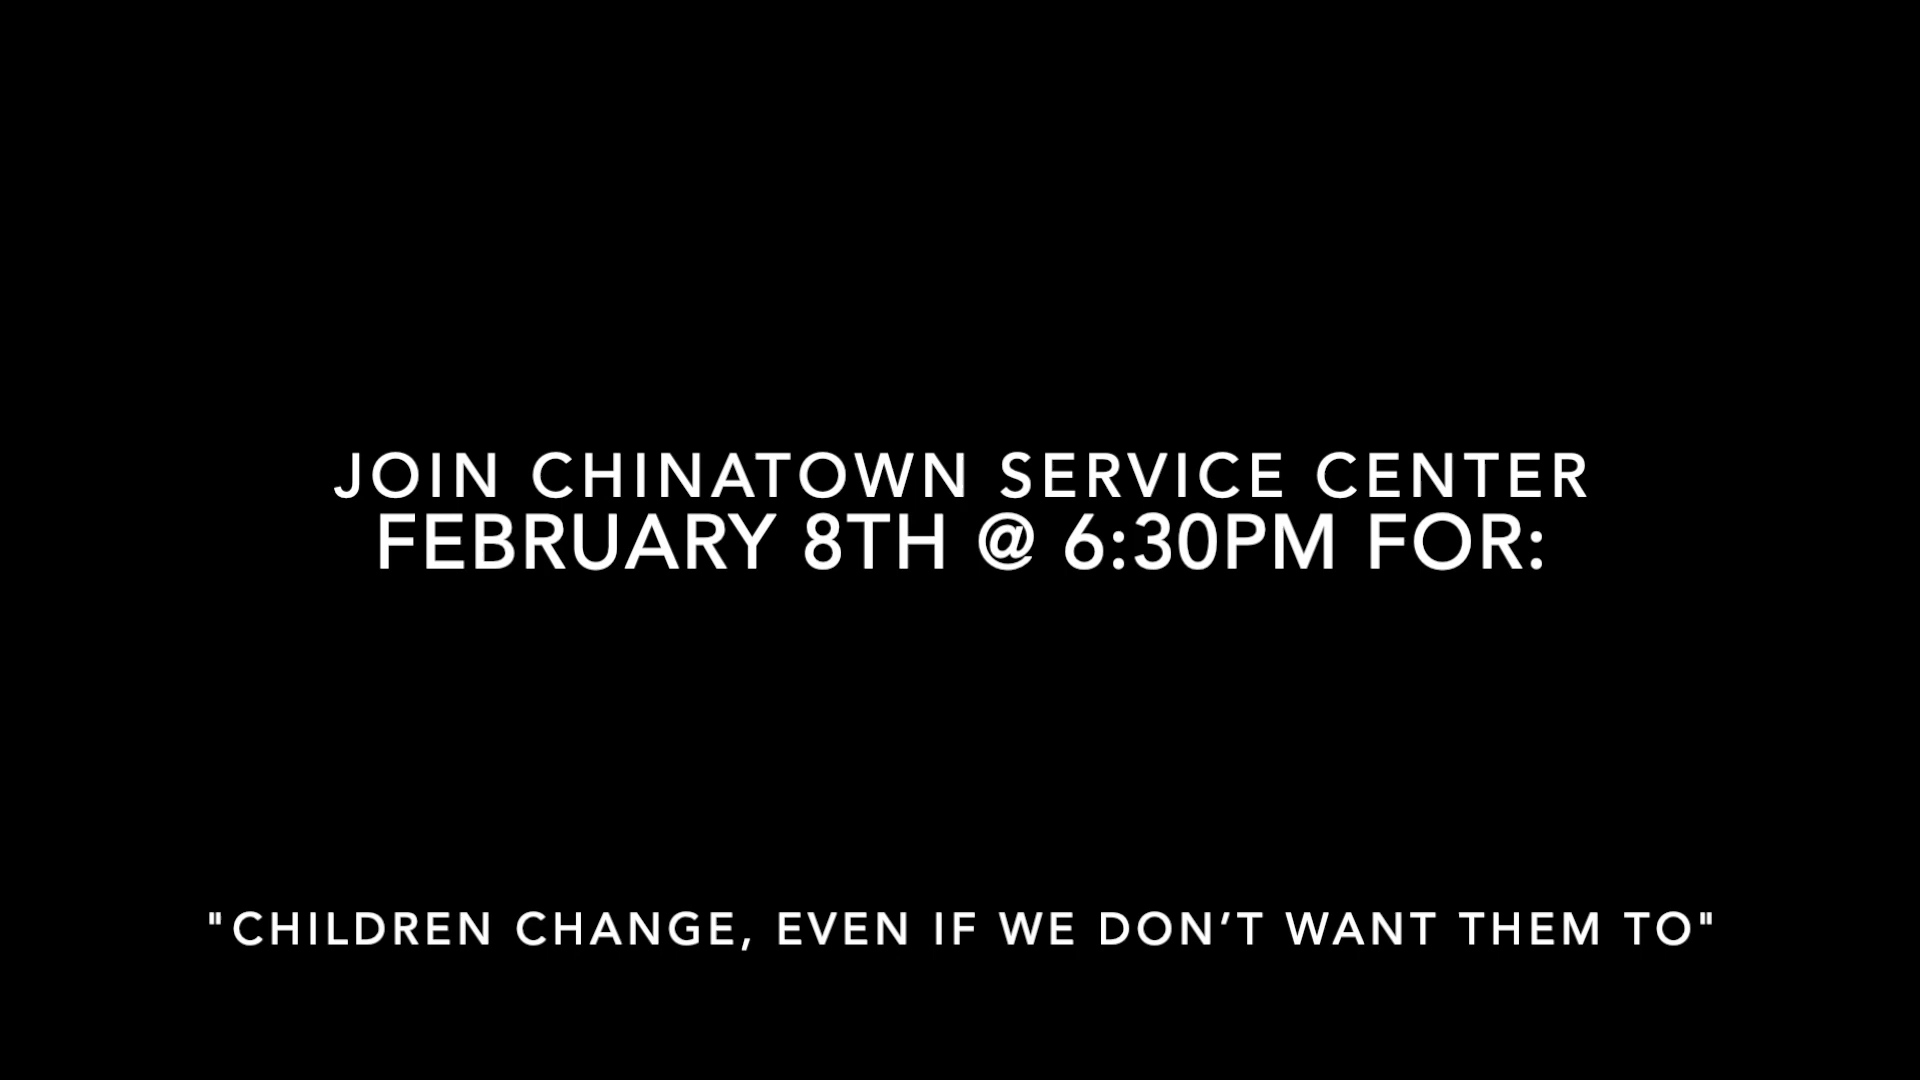 JOIN CHINATOWN SERVICE CENTER
FEBRUARY 8TH @ 6:30PM FOR:
"CHILDREN CHANGE, EVEN IF WE DON’T WANT THEM TO"